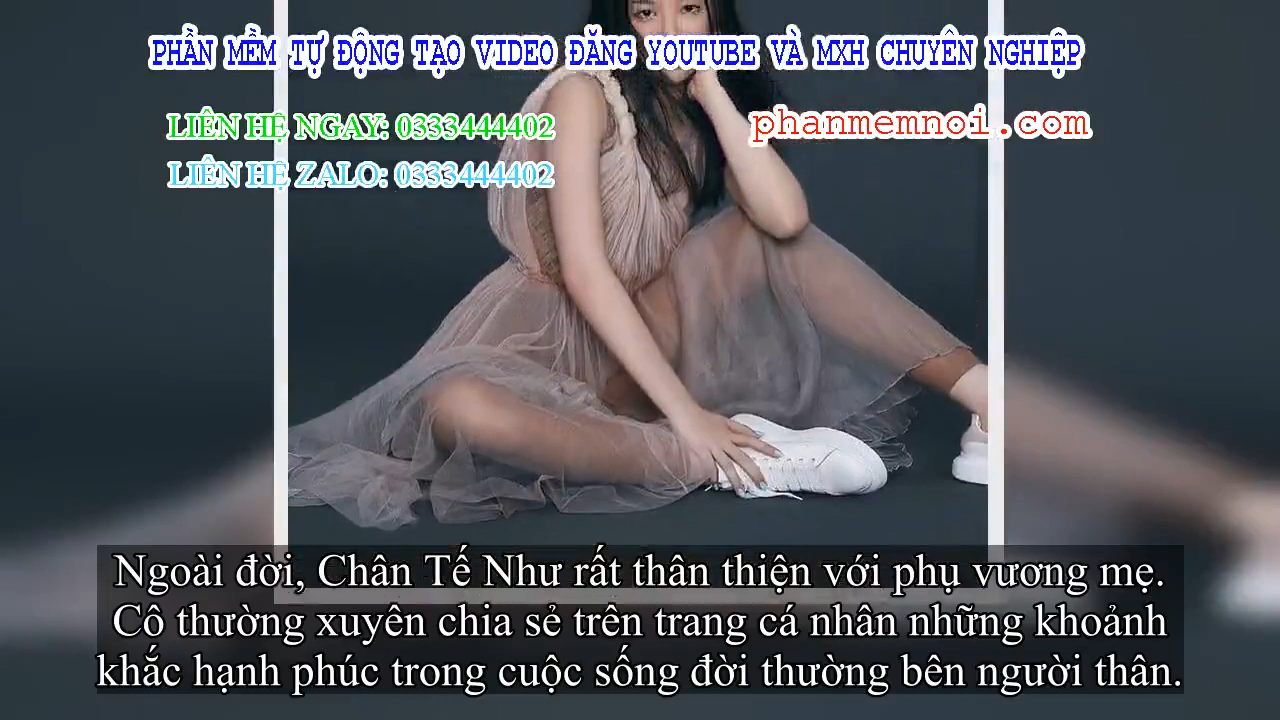 PHẦN MỀM TỰ ĐỘNG TẠO VIDEO ĐĂNG YOUTUBE VÀ MXH CHUYÊN NGHIỆP
LIÊN HỆ NGAY: 0333444402
phanmemnoi.com
LIÊN HỆ ZALO: 0333444402
Ngoài đời, Chân Tế Như rất thân thiện với phụ vương mẹ.
Cô thường xuyên chia sẻ trên trang cá nhân những khoảnh
khắc hạnh phúc trong cuộc sống đời thường bên người thân.